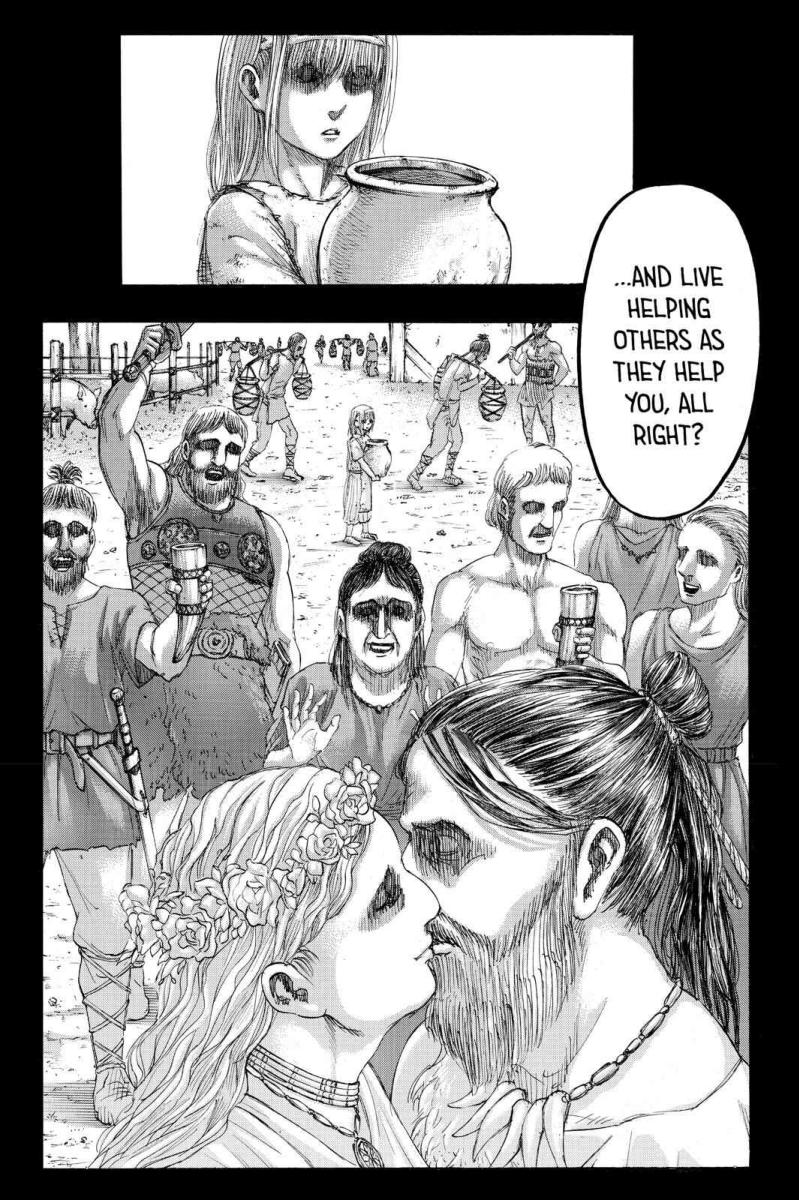 ...AND LIVE
HELPING
OTHERS AS
THEY HELP
YOU, ALL
RIGHT?